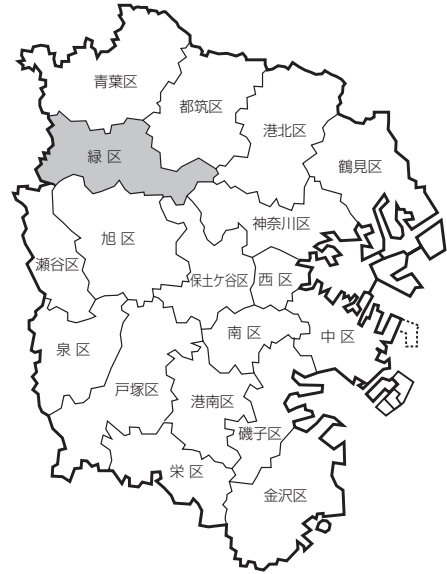 青葉区
都筑区
港北区
緑 区
鶴見区
神奈川区
旭 区
瀬谷区
保土ケ谷区
西 区
南 区
中 区
泉 区
戸塚区
港南区
磯子区
栄 区
金沢区